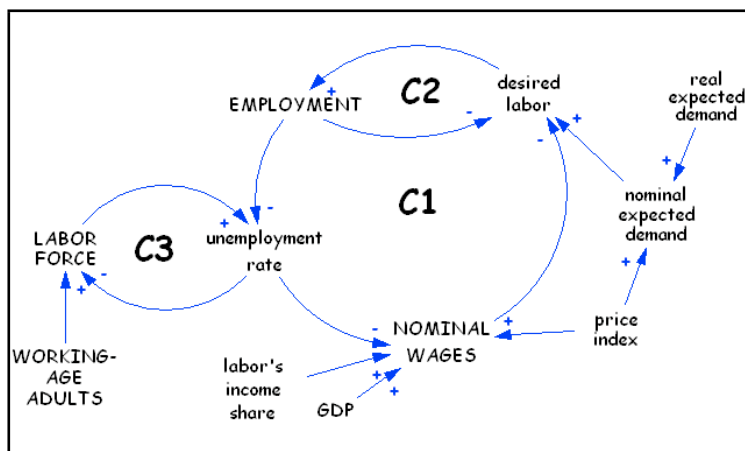 desired
labor
real
expected
demand
EMPLOYMENT
C2
+
-
-
+
+
nominal
expected
demand
C1
-
+
LABOR
FORCE
C3
unemployment
rate
-
+
+
-
NOMINAL
WAGES
+
price
index
WORKING-
AGE
ADULTS
labor's
income
share
GDP
+
+